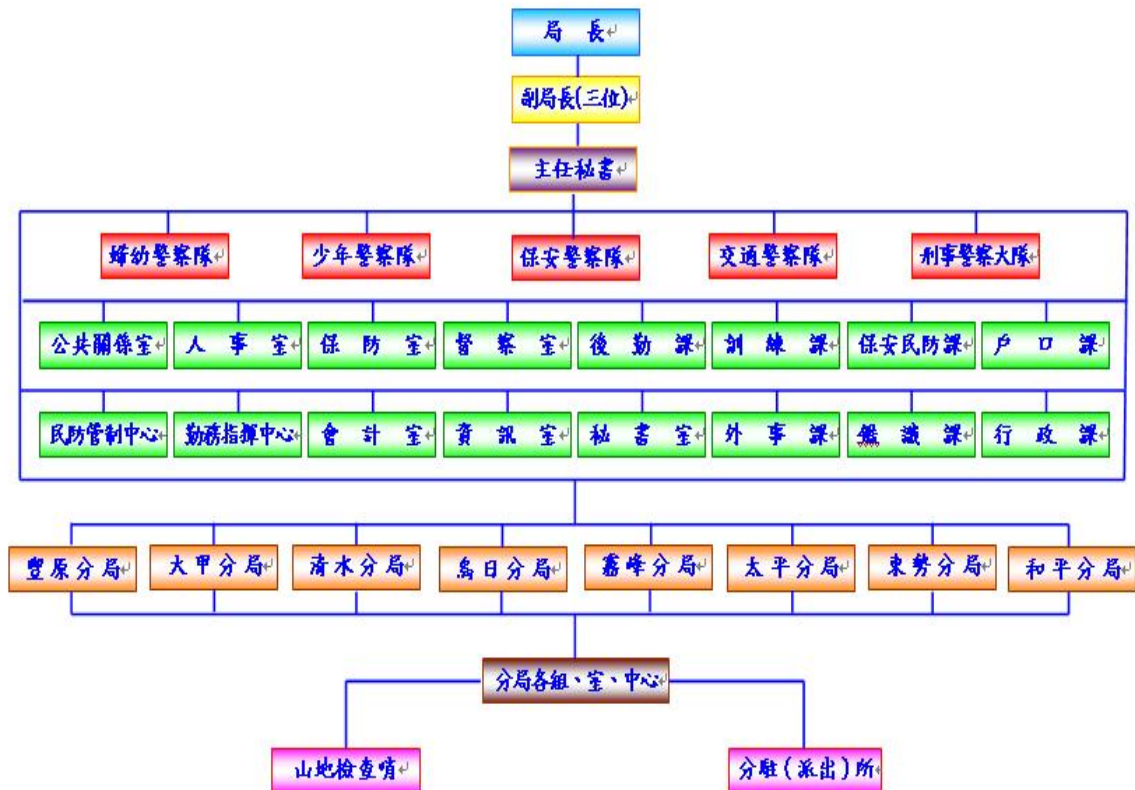 局 長
副局長(三位)
主任秘書
婦幼警察隊 少年警察隊 保安警察隊 交通警察隊 刑事警察大隊
公共關係室 人 事 室 保 防 室 督 察 室 後 勤 課 訓 練 課 保安民防課 戶 口 課
民防管制中心 勤務指揮中心 會 計 室 資 訊 室 秘 書 室 外 事 課 鑑 識 課 行 政 課
豐原分局 大甲分局 清水分局 烏日分局 霧峰分局 太平分局 東勢分局 和平分局
分局各組、室、中心
山地檢查哨 分駐(派出)所